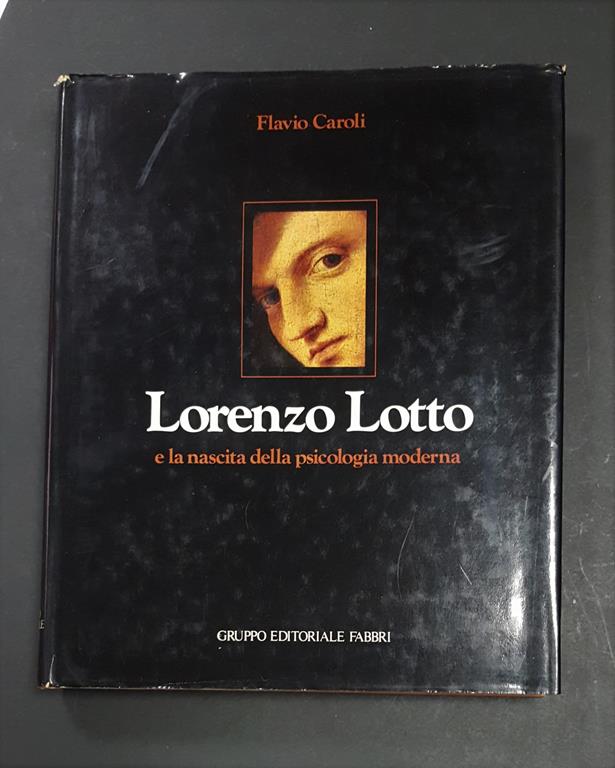 Flavio Caroli
Lorenzo Lotto
e la nascita della psicologia moderna
GRUPPO EDITORIALE FABBRI